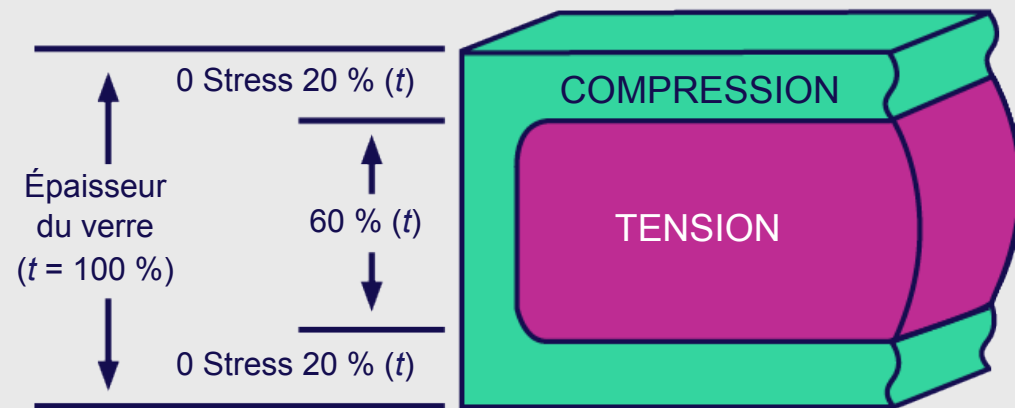 0 Stress 20 % (t)
COMPRESSION
Épaisseur
du verre
(t = 100 %)
60 % (t)
TENSION
0 Stress 20 % (t)